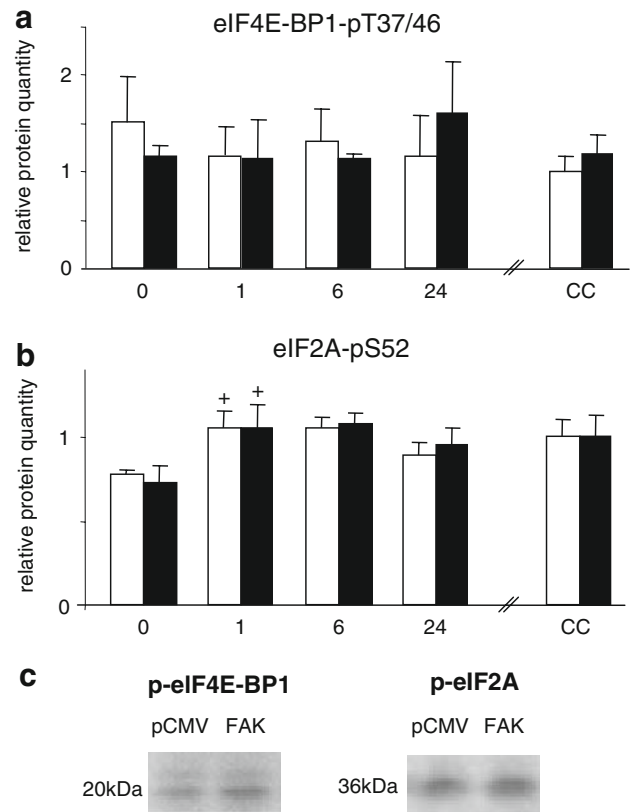 a
eIF4E-BP1-pT37/46
relative protein quantity
2
1
0
0 1 6 24 // CC
b
eIF2A-pS52
relative protein quantity
+ +
1
0
0 1 6 24 // CC
c
p-eIF4E-BP1 p-eIF2A
pCMV FAK pCMV FAK
20kDa 36kDa